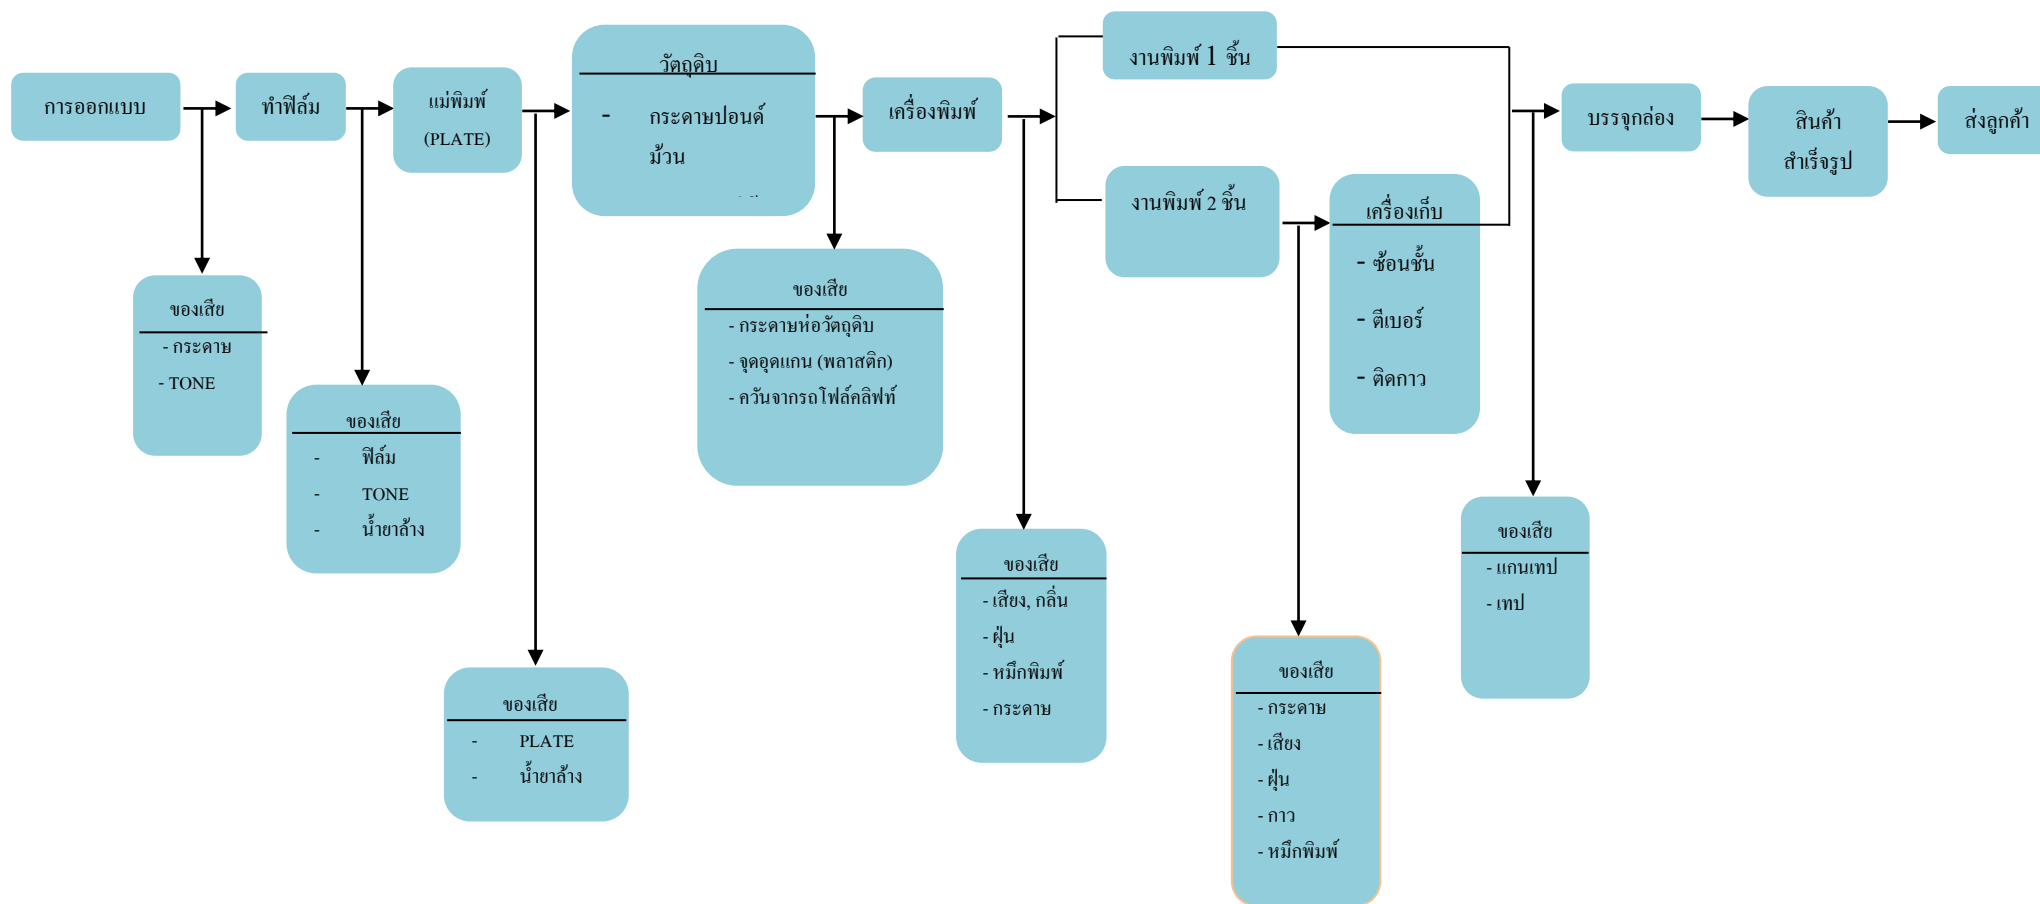 การออกแบบ
ทำฟิล์ม
แม่พิมพ์
(PLATE)
วัตถุดิบ
- กระดาษปอนด์
ม้วน
เครื่องพิมพ์
งานพิมพ์ 1 ชิ้น
งานพิมพ์ 2 ชิ้น
เครื่องเก็บ
- ซ้อนชั้น
- ตีเบอร์
- ติดกาว
บรรจุกล่อง
สินค้า
สำเร็จรูป
ส่งลูกค้า
ของเสีย
- กระดาษ
- TONE
ของเสีย
- ฟิล์ม
- TONE
- น้ำยาล้าง
ของเสีย
- PLATE
- น้ำยาล้าง
ของเสีย
- กระดาษห่อวัตถุดิบ
- จุดอุดแกน (พลาสติก)
- ควันจากรถโฟล์คลิฟท์
ของเสีย
- เสียง, กลิ่น
- ฝุ่น
- หมึกพิมพ์
- กระดาษ
ของเสีย
- กระดาษ
- เสียง
- ฝุ่น
- กาว
- หมึกพิมพ์
ของเสีย
- แกนเทป
- เทป